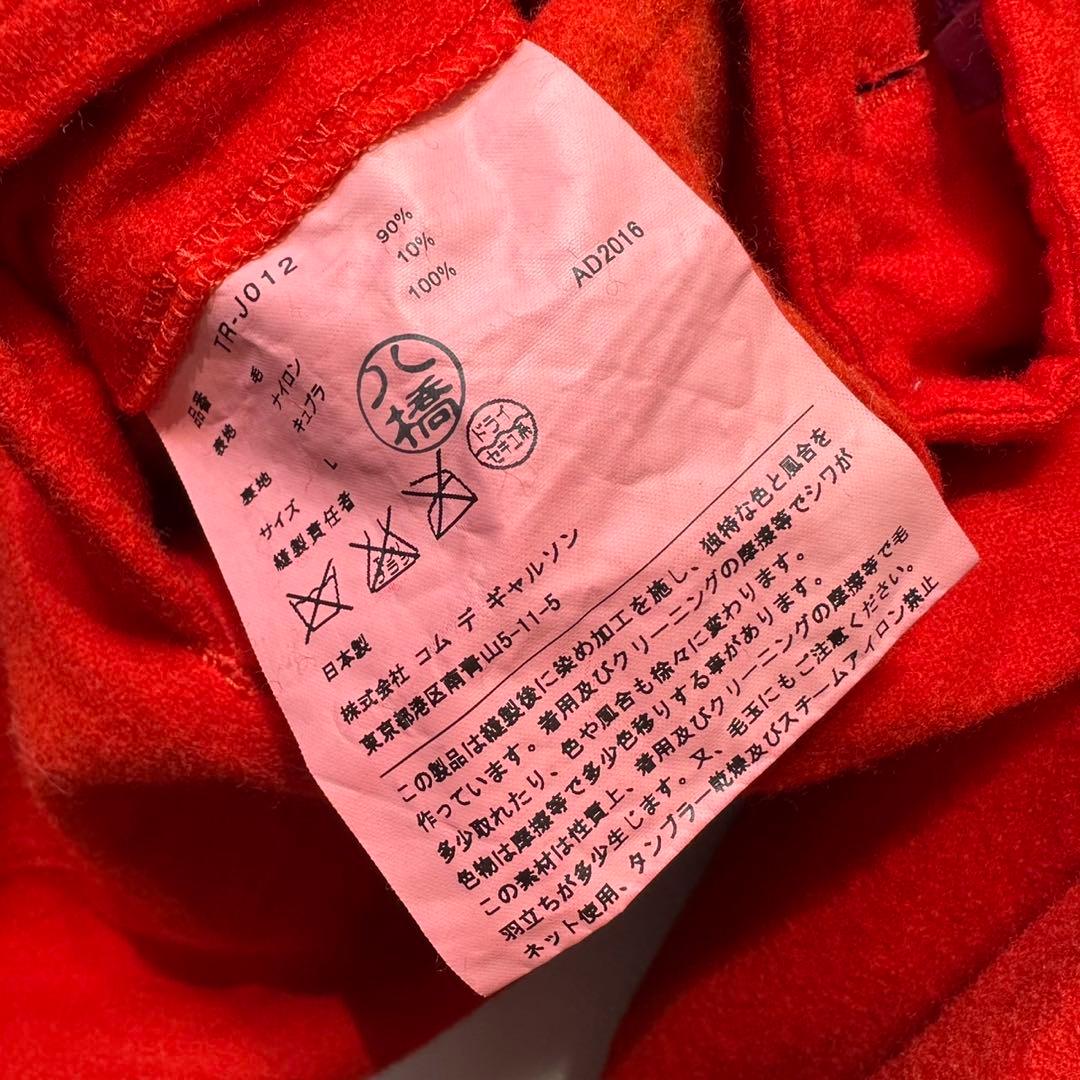 品番 TR-J012
表地 毛 90%
ナイロン 10%
裏地 キュプラ 100%
サイズ L AD2016
縫製責任者 八橋
ドライ
セキユ系
エンソ
サラシ
日本製
株式会社 コム デ ギャルソン
東京都港区南青山5-11-5
この製品は縫製後に染め加工を施し、独特な色と風合を
作っています。着用及びクリーニングの摩擦等でシワが
多少取れたり、色や風合も徐々に変わります。
色物は摩擦等で多少色移りする事があります。
この素材は性質上、着用及びクリーニングの摩擦等で毛
羽立ちが多少生じます。又、毛玉にもご注意ください。
ネット使用、タンブラー乾燥及びスチームアイロン禁止